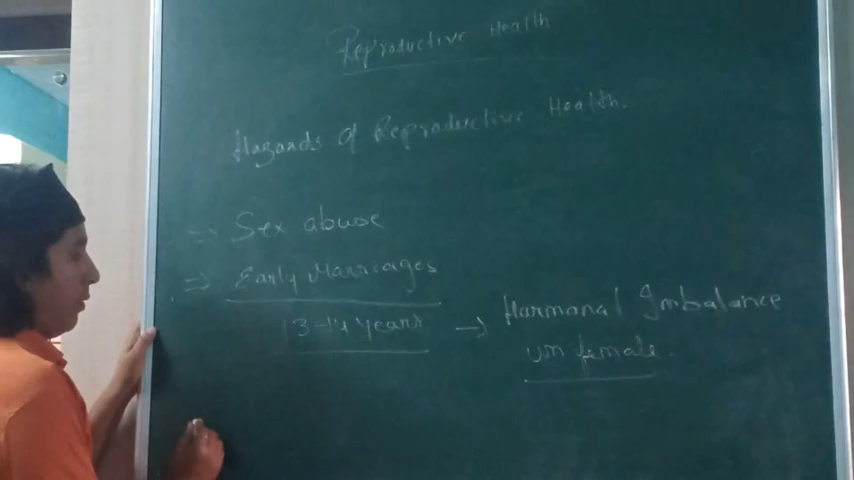 Reproductive Health
Hazards of Reproductive Health.
→ Sex abuse
⇒ Early Marriages
13-14 years → Harmonal Imbalance
in female.